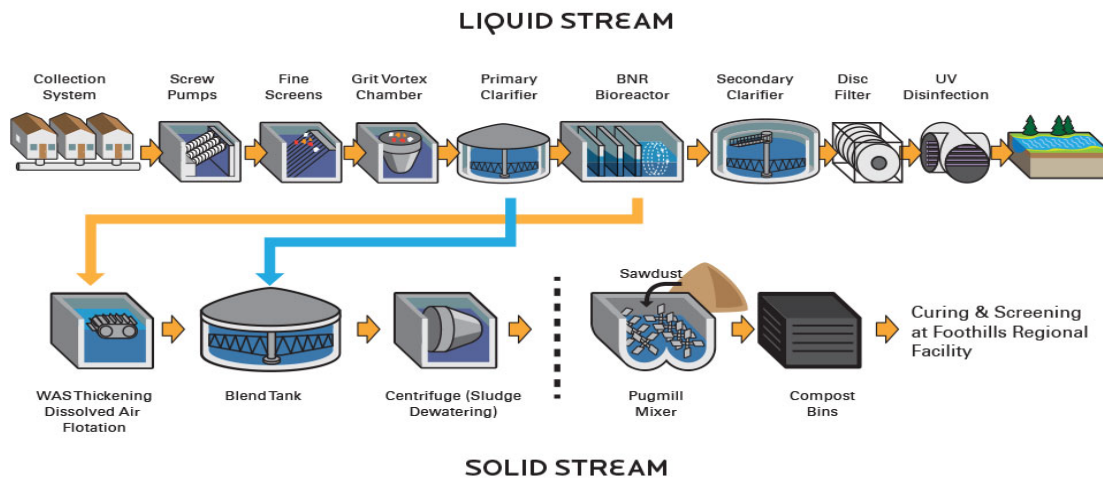 LIQUID STREAM
Collection
System
Screw
Pumps
Fine
Screens
Grit Vortex
Chamber
Primary
Clarifier
BNR
Bioreactor
Secondary
Clarifier
Disc
Filter
UV
Disinfection
Sawdust
Curing & Screening
at Foothills Regional
Facility
WAS Thickening
Dissolved Air
Flotation
Blend Tank
Centrifuge (Sludge
Dewatering)
Pugmill
Mixer
Compost
Bins
SOLID STREAM